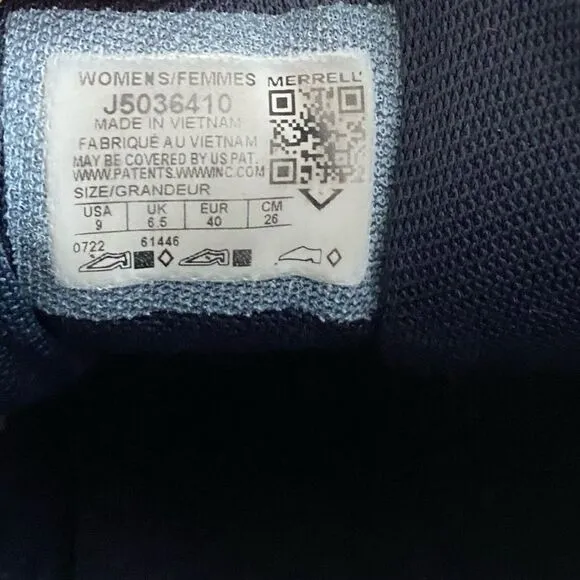 WOMENS/FEMMES MERRELL
J5036410
MADE IN VIETNAM
FABRIQUÉ AU VIETNAM
MAY BE COVERED BY US PAT.
WWW.PATENTS.WWWINC.COM
SIZE/GRANDEUR
USA UK EUR CM
9 6.5 40 26
0722 61446